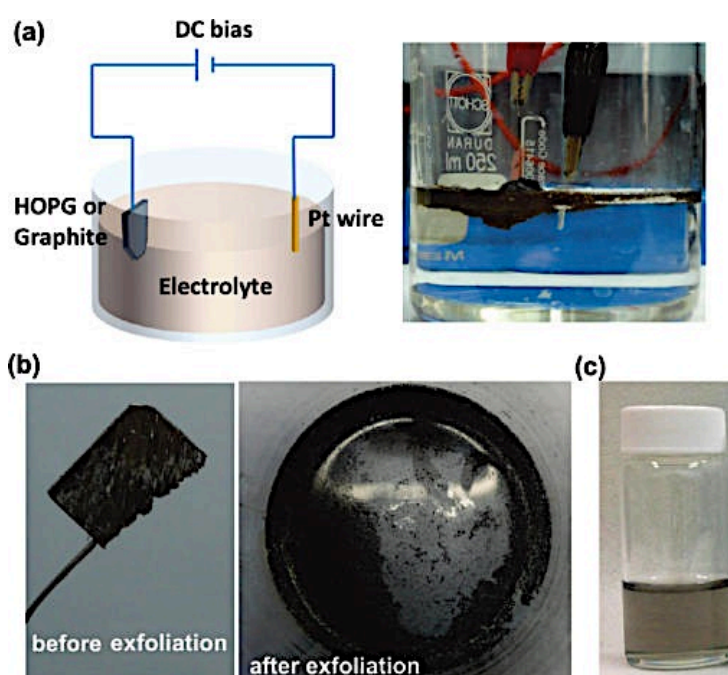 (a)
DC bias
HOPG or
Graphite
Pt wire
Electrolyte
SCHOTT
DURAN
250 ml
(b)
before exfoliation
after exfoliation
(c)